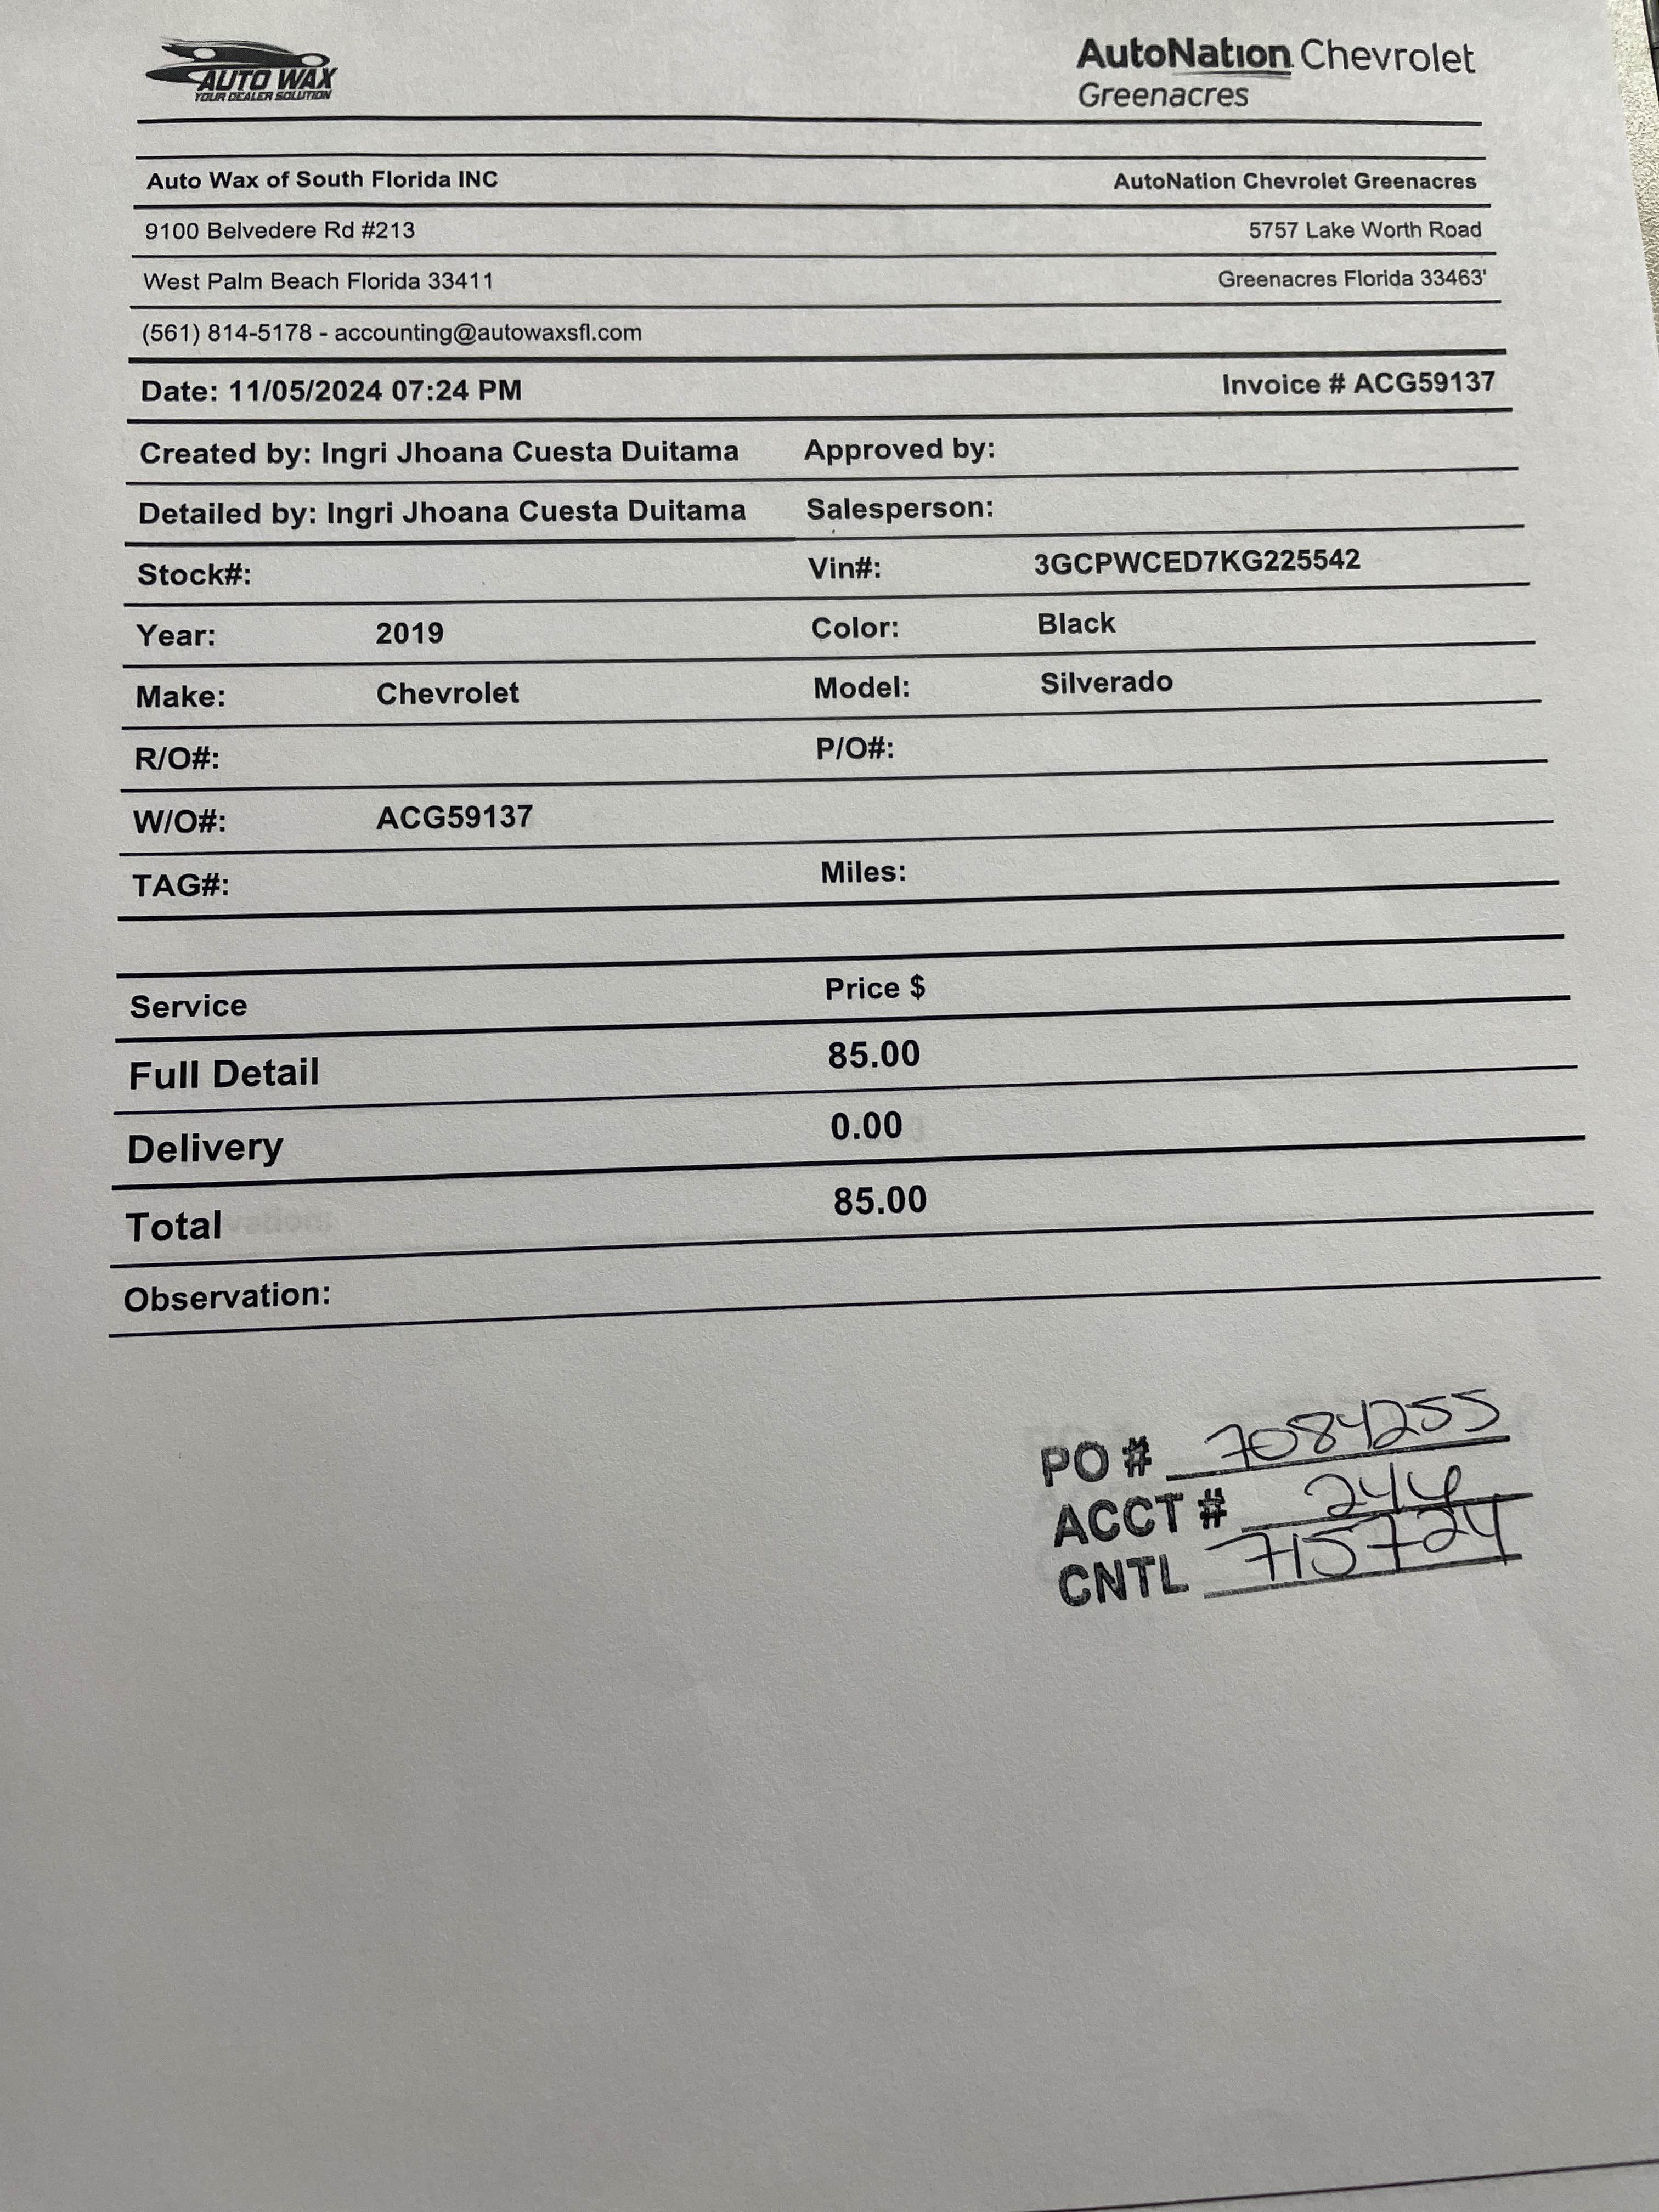 AUTO WAX
YOUR DEALER SOLUTION
AutoNation Chevrolet
Greenacres
Auto Wax of South Florida INC
AutoNation Chevrolet Greenacres
9100 Belvedere Rd #213
5757 Lake Worth Road
West Palm Beach Florida 33411
Greenacres Florida 33463'
(561) 814-5178 - accounting@autowaxsfl.com
Date: 11/05/2024 07:24 PM
Invoice # ACG59137
Created by: Ingri Jhoana Cuesta Duitama
Approved by:
Detailed by: Ingri Jhoana Cuesta Duitama
Salesperson:
Stock#:
Vin#: 3GCPWCED7KG225542
Year: 2019
Color: Black
Make: Chevrolet
Model: Silverado
R/O#:
P/O#:
W/O#: ACG59137
TAG#:
Miles:
Service Price $
Full Detail 85.00
Delivery 0.00
Total 85.00
Observation:
PO # 7084255
ACCT # 244
CNTL 715724